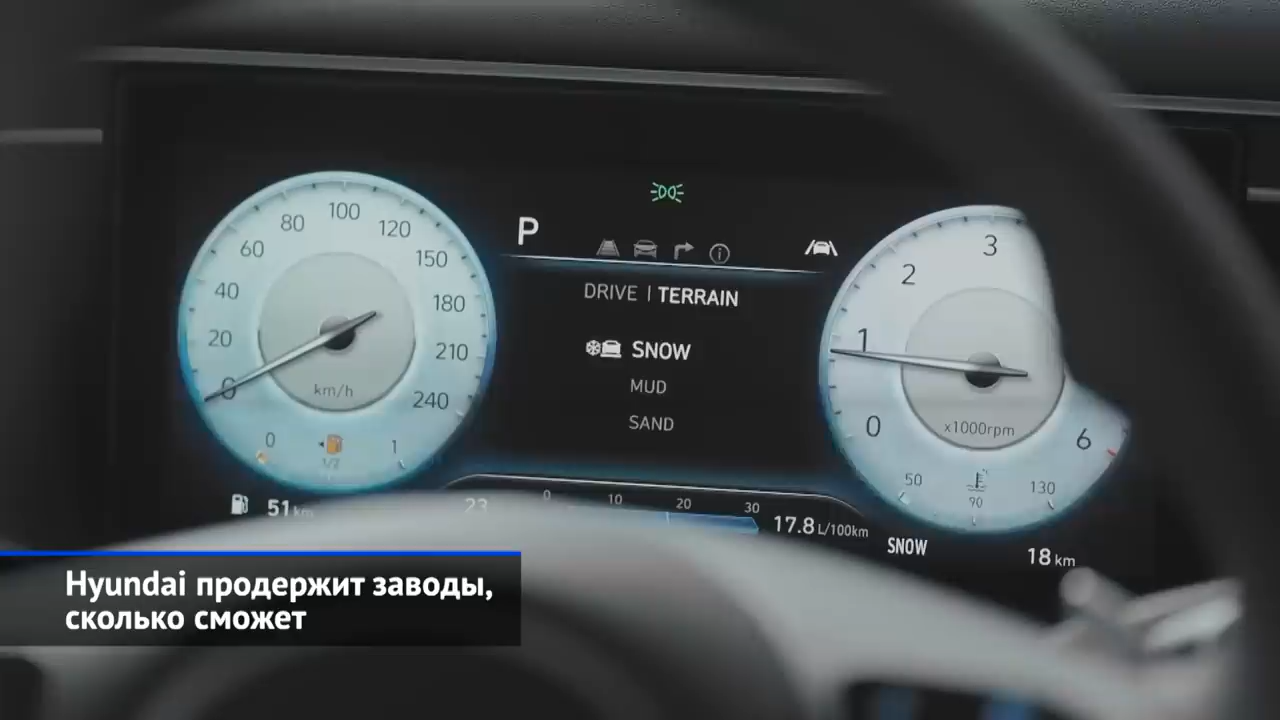 100
80
120
60
150
40
180
20
210
0
240
km/h
0
1
1/2
P
DRIVE | TERRAIN
SNOW
MUD
SAND
3
2
1
0
6
x1000rpm
50
130
90
51 km
23
0
10
20
30
17.8 L/100km
SNOW
18 km
Hyundai продержит заводы,
сколько сможет